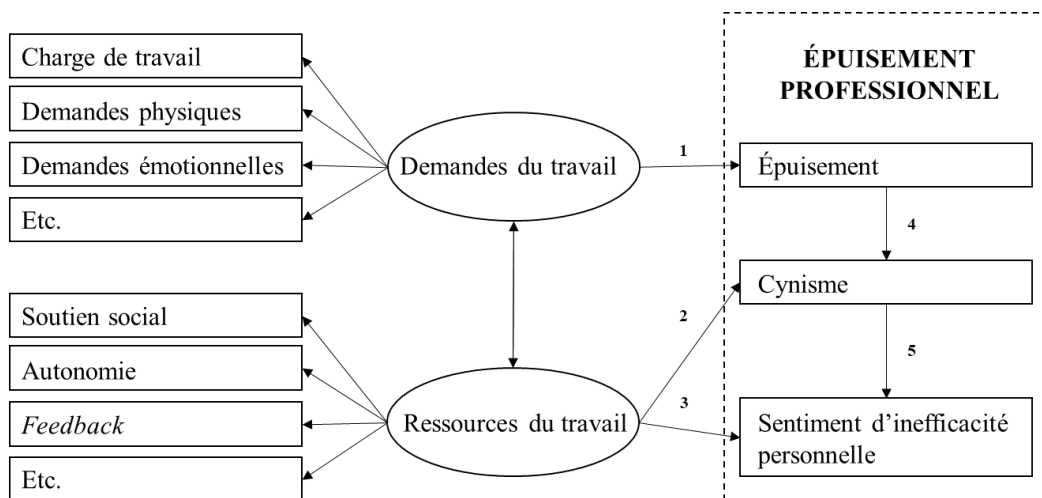 Charge de travail
Demandes physiques
Demandes émotionnelles
Etc.
Soutien social
Autonomie
Feedback
Etc.
Demandes du travail
Ressources du travail
1
2
3
ÉPUISEMENT
PROFESSIONNEL
Épuisement
4
Cynisme
5
Sentiment d’inefficacité
personnelle